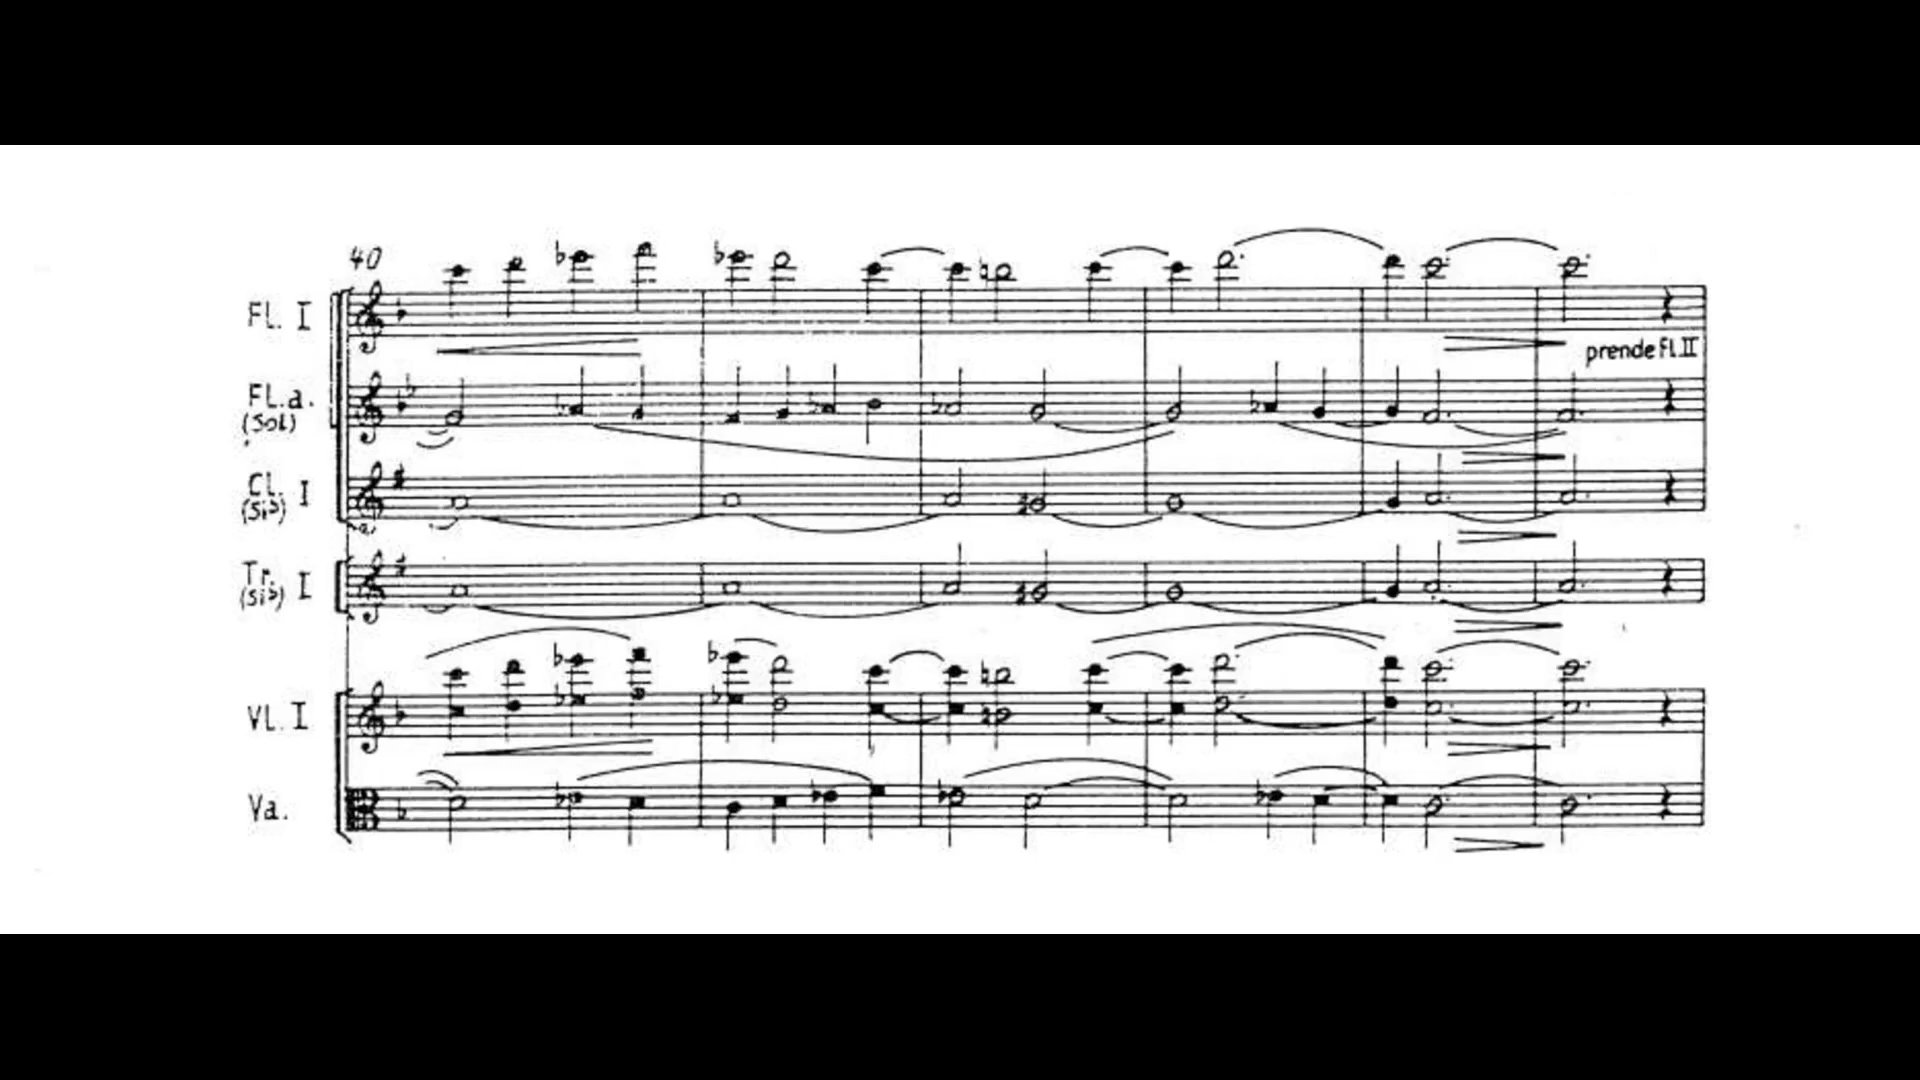 40
FL. I
FL.a.
(Sol)
prende Fl. II
CL. I
(Si♭)
Tr. I
(Si♭)
VL. I
Va.